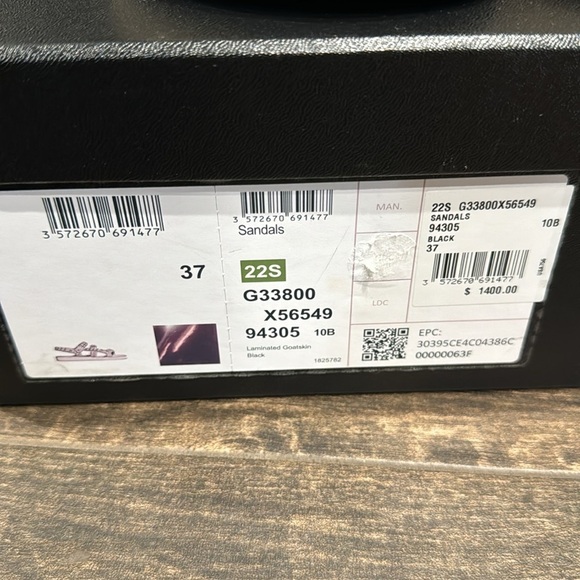 3 572670 691477
37
3 572670 691477
Sandals
22S
G33800
X56549
94305 10B
Laminated Goatskin
Black
1825782
MAN.
LDC
22S G33800X56549
SANDALS
94305 10B
BLACK
37
3 572670 691477
$ 1400.00
EPC:
30395CE4C04386C
00000063F